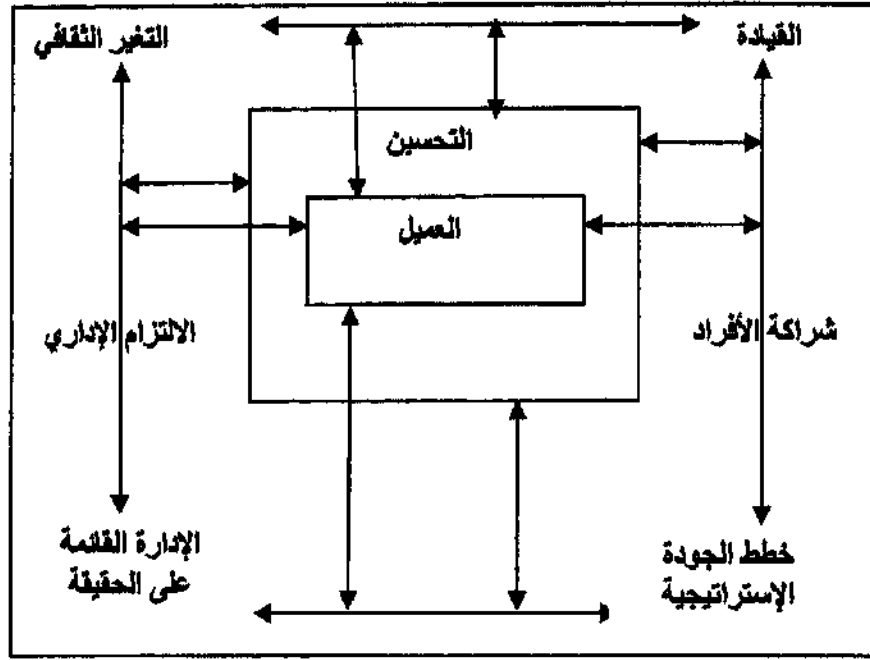 القيادة
التغير الثقافي
التحسين
العميل
شراكة الأفراد
الالتزام الإداري
خطط الجودة
الإستراتيجية
الإدارة القائمة
على الحقيقة